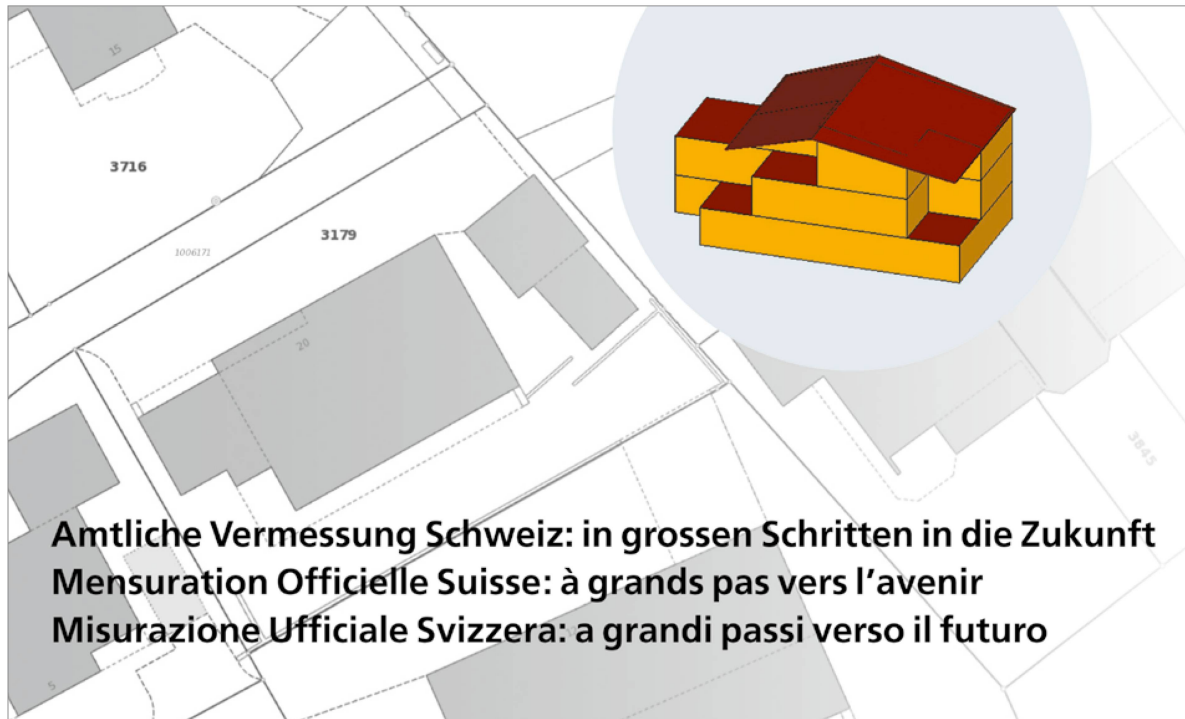 15
3716
3179
1006171
20
3845
Amtliche Vermessung Schweiz: in grossen Schritten in die Zukunft
Mensuration Officielle Suisse: à grands pas vers l’avenir
Misurazione Ufficiale Svizzera: a grandi passi verso il futuro
5